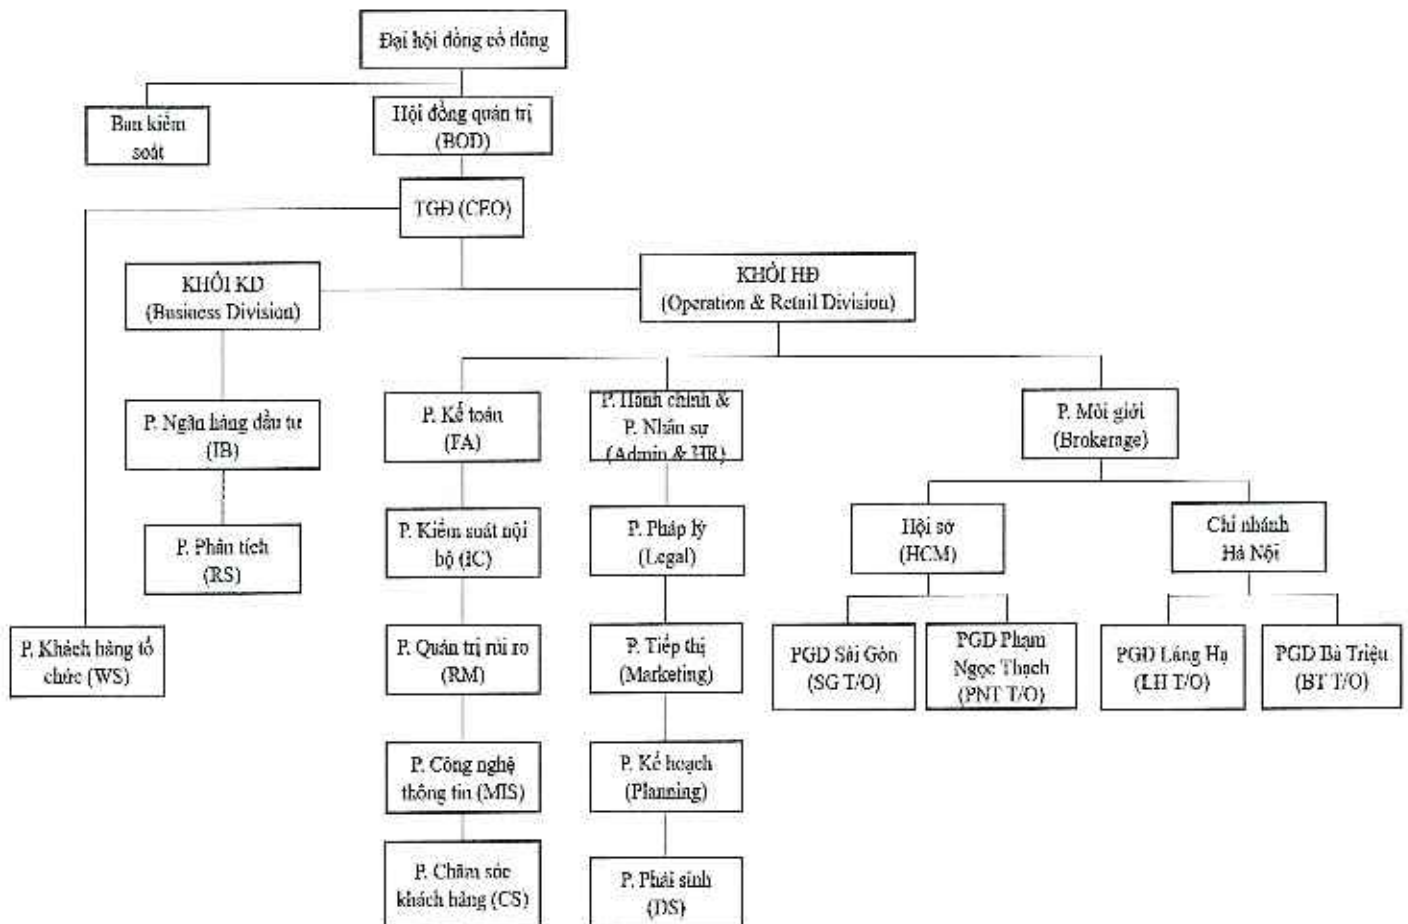 Đại hội đồng cổ đông
Ban kiểm
soát
Hội đồng quản trị
(BOD)
TGĐ (CEO)
KHỐI KD
(Business Division)
KHỐI HĐ
(Operation & Retail Division)
P. Ngân hàng đầu tư
(IB)
P. Kế toán
(FA)
P. Hành chính &
P. Nhân sự
(Admin & HR)
P. Môi giới
(Brokerage)
P. Phân tích
(RS)
P. Kiểm soát nội
bộ (IC)
P. Pháp lý
(Legal)
Hội sở
(HCM)
Chi nhánh
Hà Nội
P. Khách hàng tổ
chức (WS)
P. Quản trị rủi ro
(RM)
P. Tiếp thị
(Marketing)
PGD Sài Gòn
(SG T/O)
PGD Phạm
Ngọc Thạch
(PNT T/O)
PGD Láng Hạ
(LH T/O)
PGD Bà Triệu
(BT T/O)
P. Công nghệ
thông tin (MIS)
P. Kế hoạch
(Planning)
P. Chăm sóc
khách hàng (CS)
P. Phái sinh
(DS)